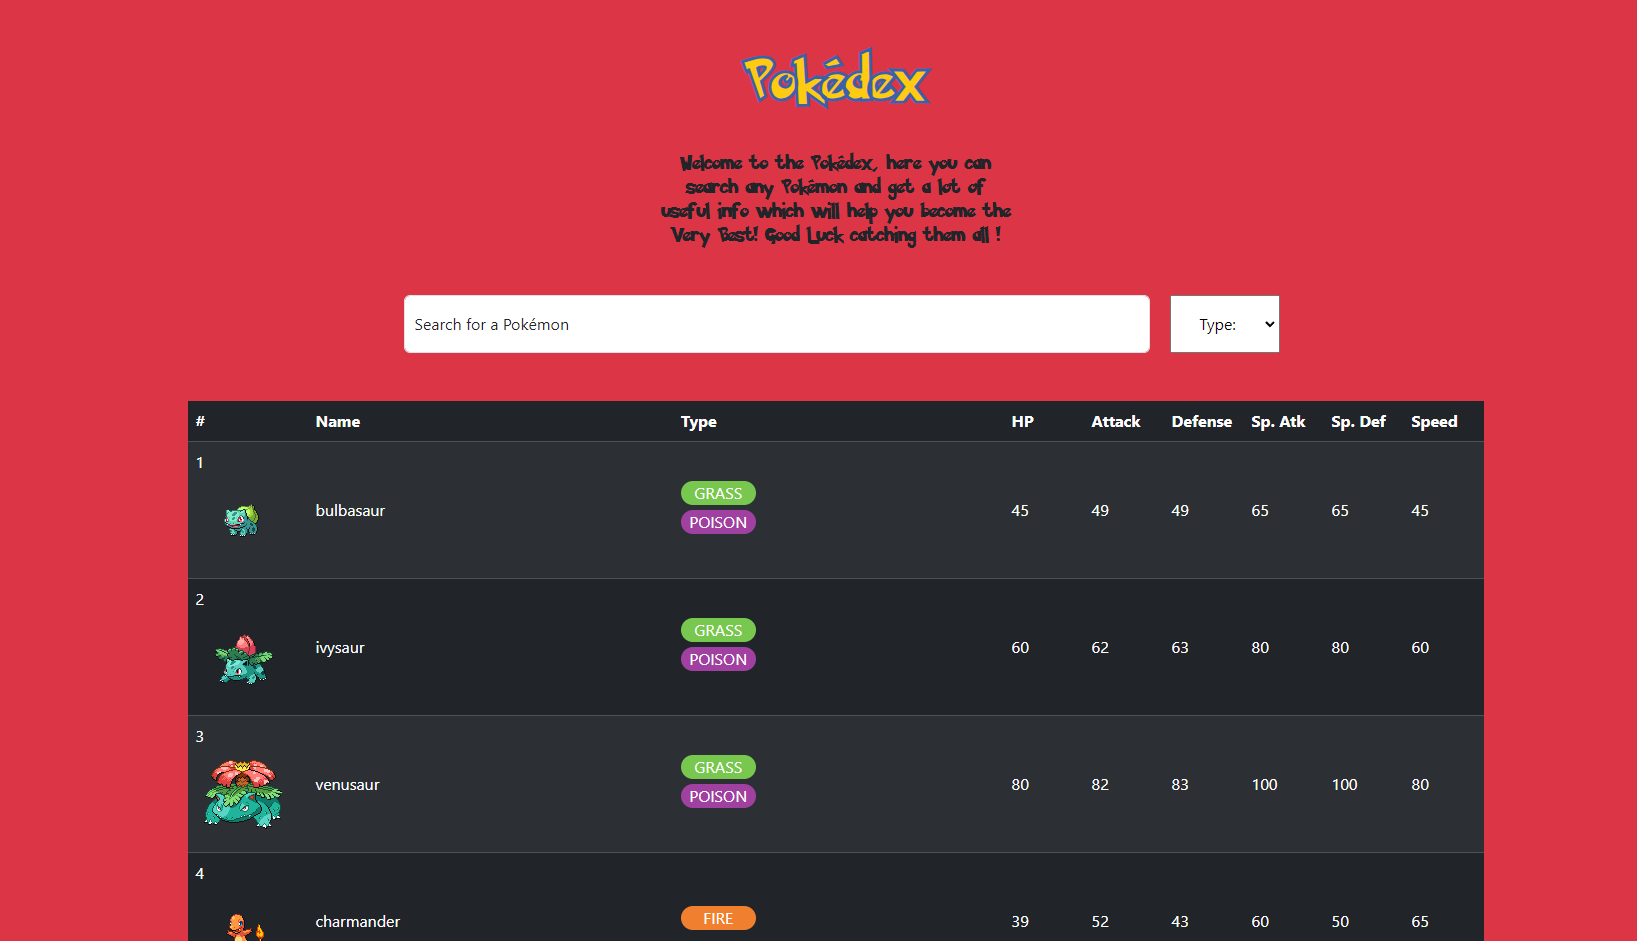 Pokédex
Welcome to the Pokédex, here you can
search any Pokémon and get a lot of
useful info which will help you become the
Very Best! Good Luck catching them all !
Search for a Pokémon
Type:
# Name Type HP Attack Defense Sp. Atk Sp. Def Speed
1
bulbasaur GRASS POISON 45 49 49 65 65 45
2
ivysaur GRASS POISON 60 62 63 80 80 60
3
venusaur GRASS POISON 80 82 83 100 100 80
4
charmander FIRE 39 52 43 60 50 65